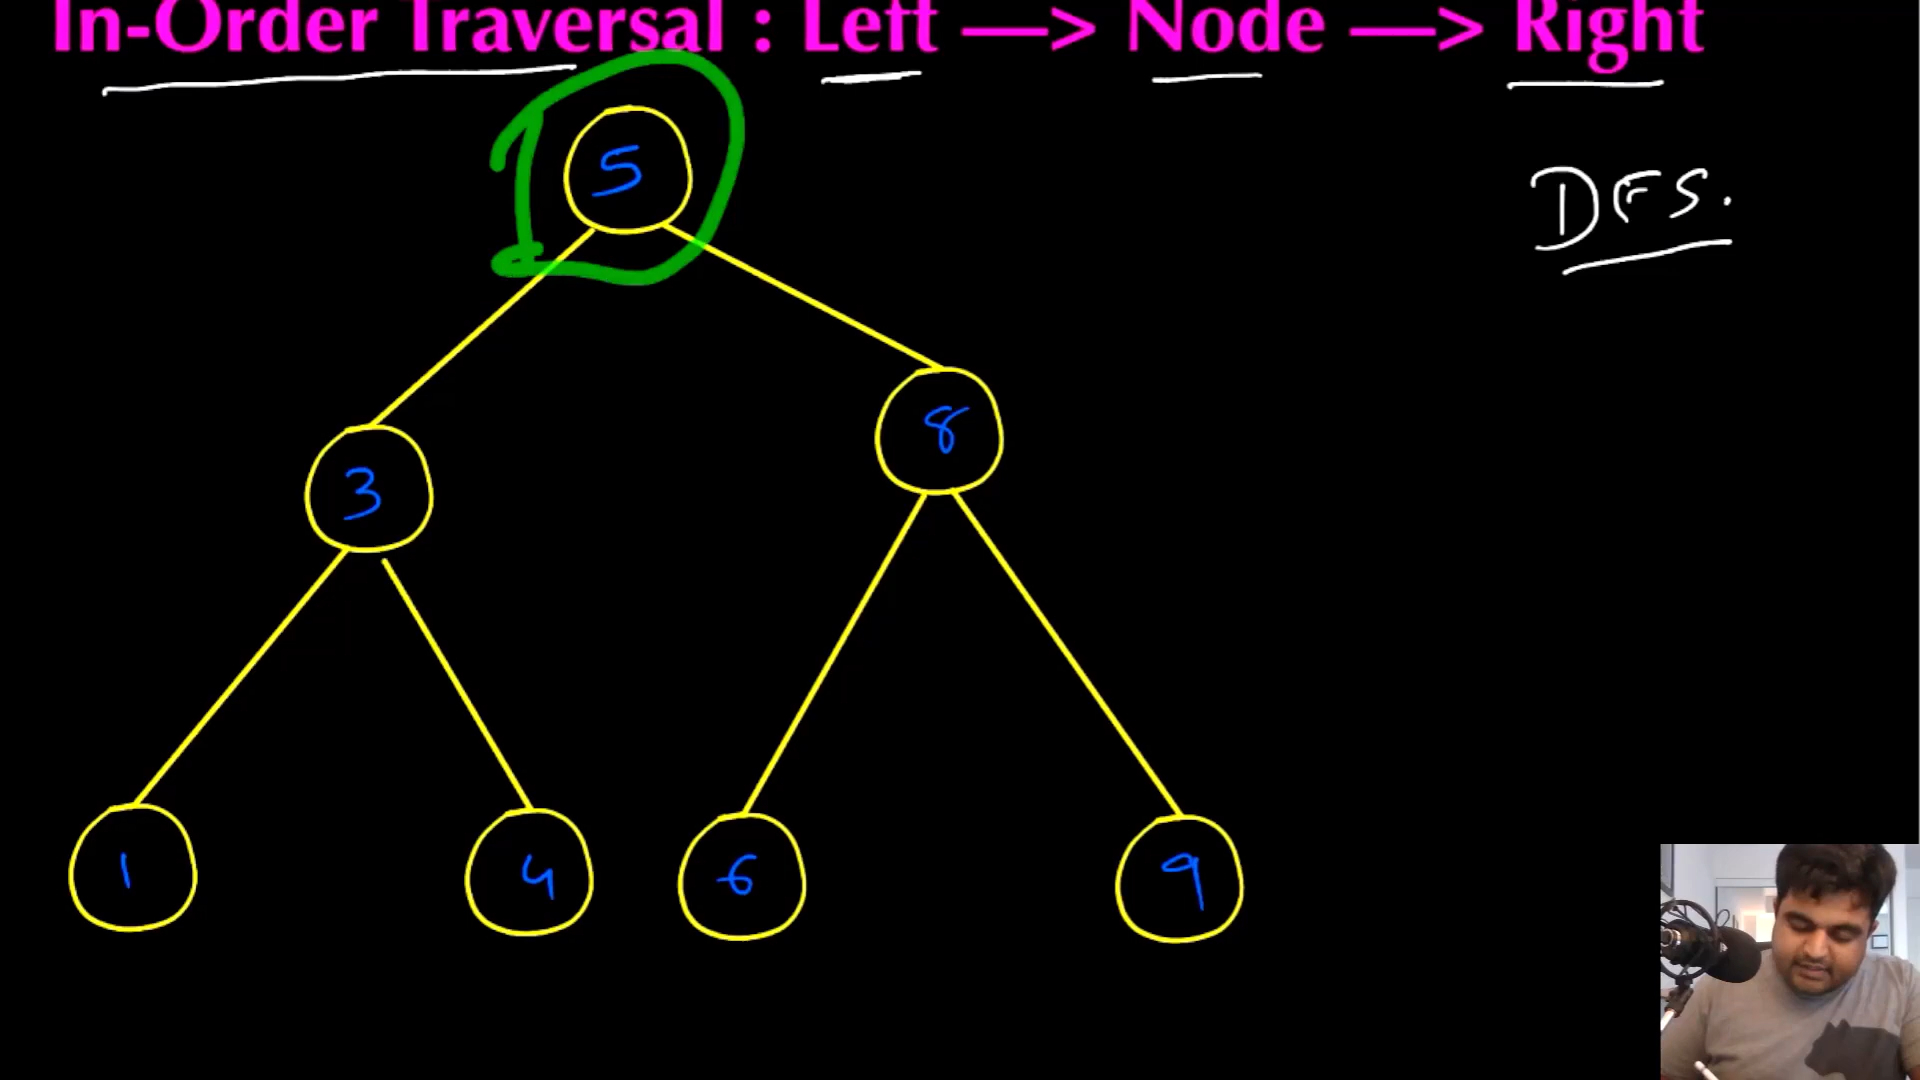 In-Order Traversal : Left —> Node —> Right
DFS.
5
8
3
1 4 6 9